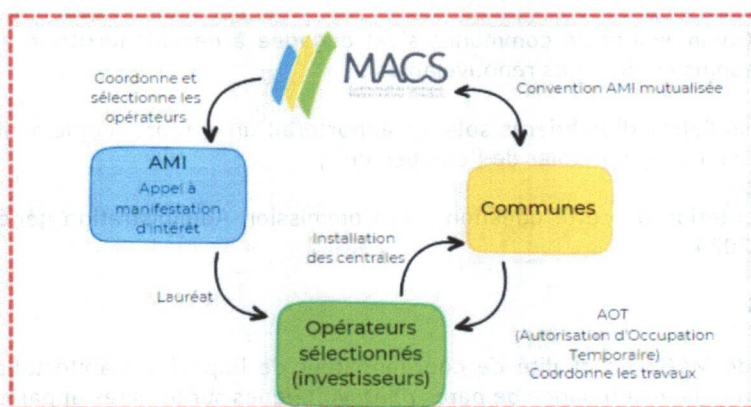 MACS
Coordonne et
sélectionne les
opérateurs
Convention AMI mutualisée
AMI
Appel à
manifestation
d'intérêt
Communes
Installation
des centrales
Lauréat
Opérateurs
sélectionnés
(investisseurs)
AOT
(Autorisation d'Occupation
Temporaire)
Coordonne les travaux